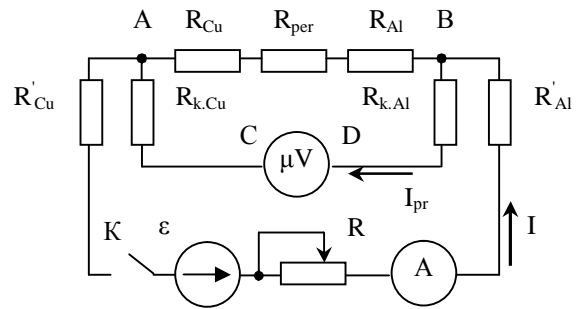 A R_Cu R_per R_Al B
R'_Cu R_k.Cu R_k.Al R'_Al
C D
μV
I_pr
K ε R I
A